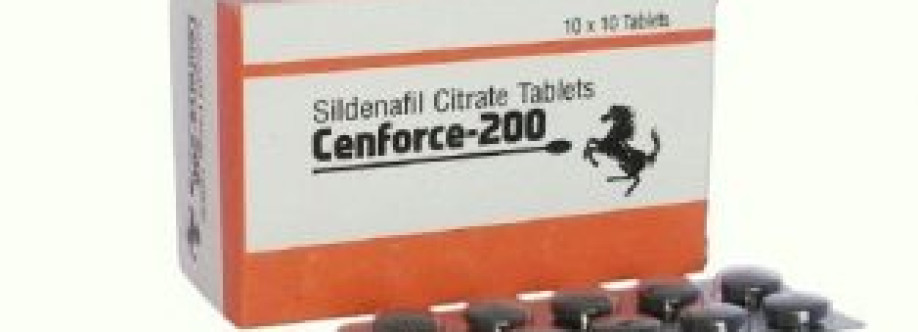 10 x 10 Tablets
Sildenafil Citrate Tablets
Cenforce-200